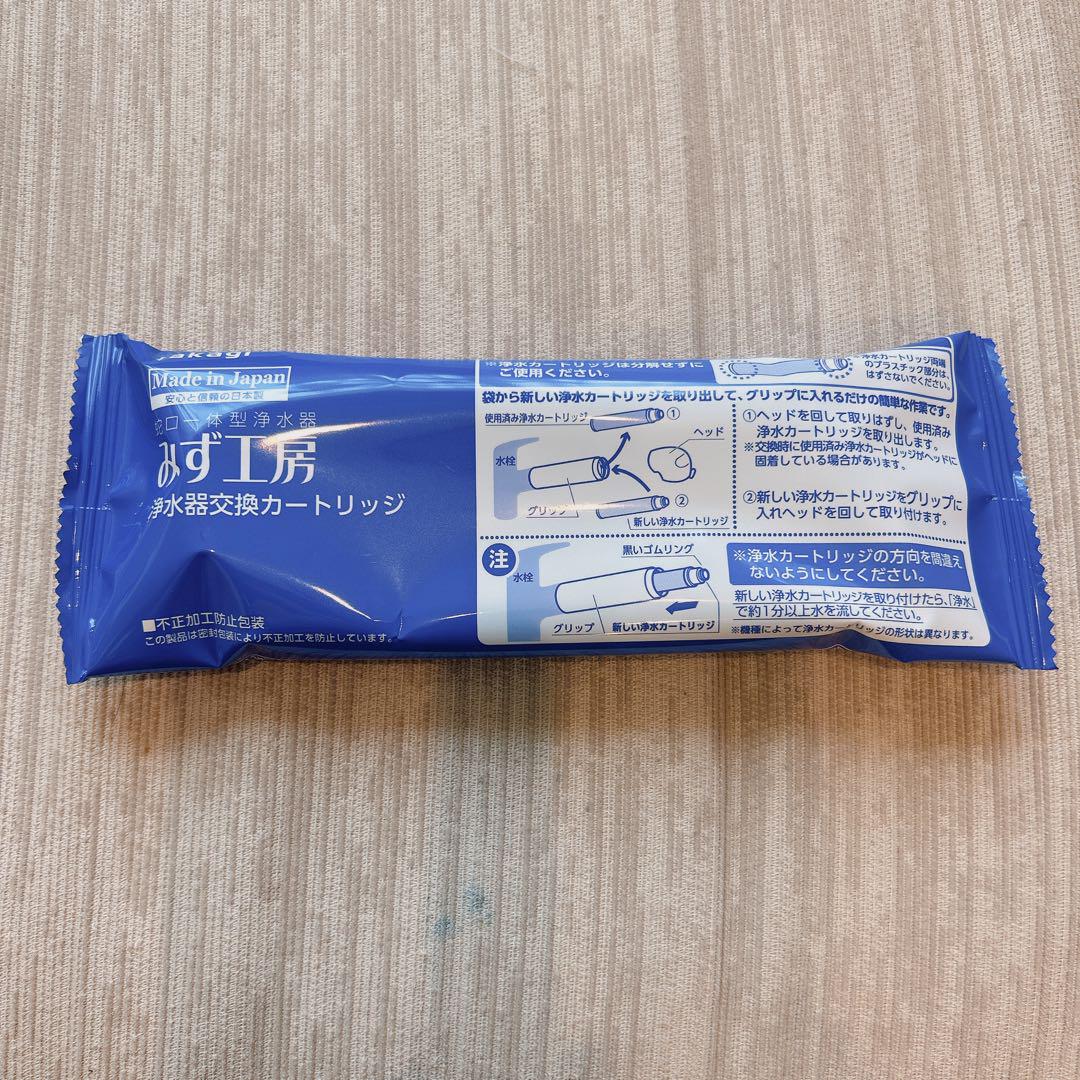 takagi
Made in Japan
安心と信頼の日本製
蛇口一体型浄水器
みず工房
浄水器交換カートリッジ
■不正加工防止包装
この製品は密封包装により不正加工を防止しています。
※浄水カートリッジは分解せずに
ご使用ください。
浄水カートリッジ両端
のプラスチック部分は、
はずさないでください。
袋から新しい浄水カートリッジを取り出して、グリップに入れるだけの簡単な作業です。
使用済み浄水カートリッジ
①
ヘッド
水栓
グリップ
②
新しい浄水カートリッジ
①ヘッドを回して取りはずし、使用済み
浄水カートリッジを取り出します。
※交換時に使用済み浄水カートリッジがヘッドに
固着している場合があります。
②新しい浄水カートリッジをグリップに
入れヘッドを回して取り付けます。
注
黒いゴムリング
水栓
グリップ
新しい浄水カートリッジ
※浄水カートリッジの方向を間違え
ないようにしてください。
新しい浄水カートリッジを取り付けたら、「浄水」
で約1分以上水を流してください。
※機種によって浄水カートリッジの形状は異なります。